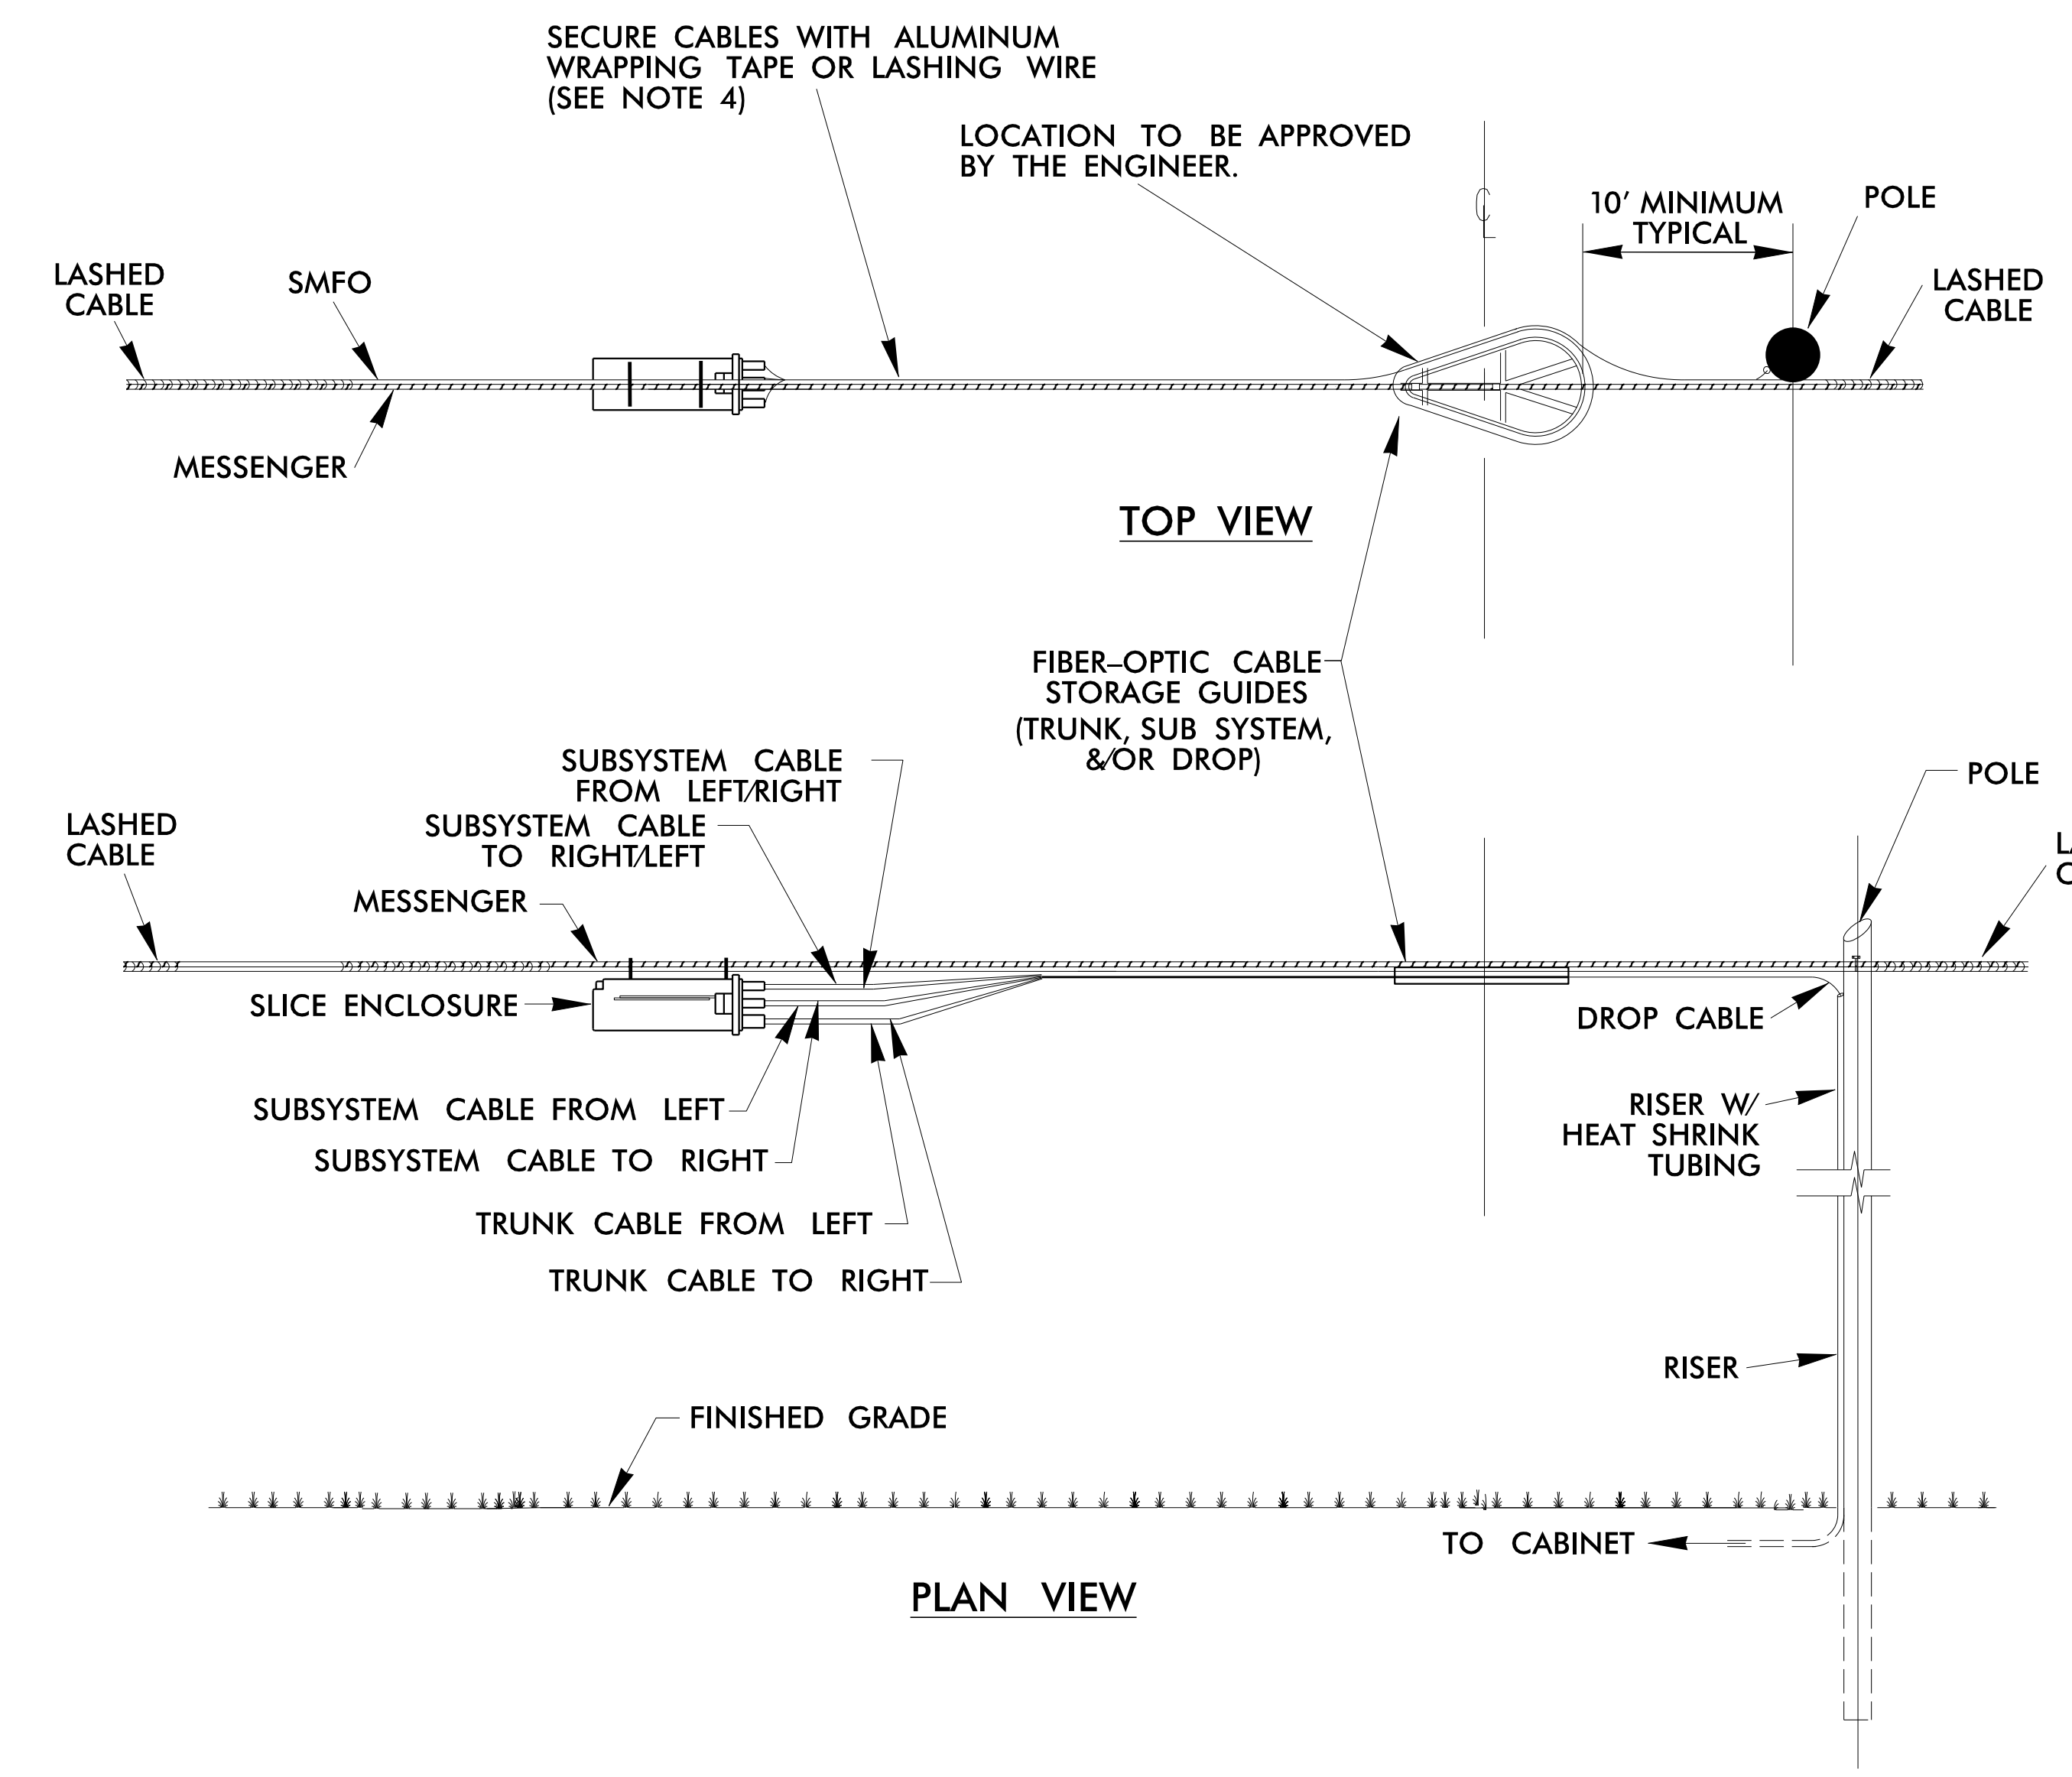 SECURE CABLES WITH ALUMINUM
WRAPPING TAPE OR LASHING WIRE
(SEE NOTE 4)
LOCATION TO BE APPROVED
BY THE ENGINEER.
CL
10' MINIMUM
TYPICAL
POLE
LASHED
CABLE
SMFO
LASHED
CABLE
MESSENGER
TOP VIEW
FIBER-OPTIC CABLE
STORAGE GUIDES
(TRUNK, SUB SYSTEM,
&/OR DROP)
SUBSYSTEM CABLE
FROM LEFT/RIGHT
POLE
SUBSYSTEM CABLE
TO RIGHT/LEFT
LASHED
CABLE
MESSENGER
SLICE ENCLOSURE
DROP CABLE
SUBSYSTEM CABLE FROM LEFT
RISER W/
HEAT SHRINK
TUBING
SUBSYSTEM CABLE TO RIGHT
TRUNK CABLE FROM LEFT
TRUNK CABLE TO RIGHT
RISER
FINISHED GRADE
TO CABINET
PLAN VIEW